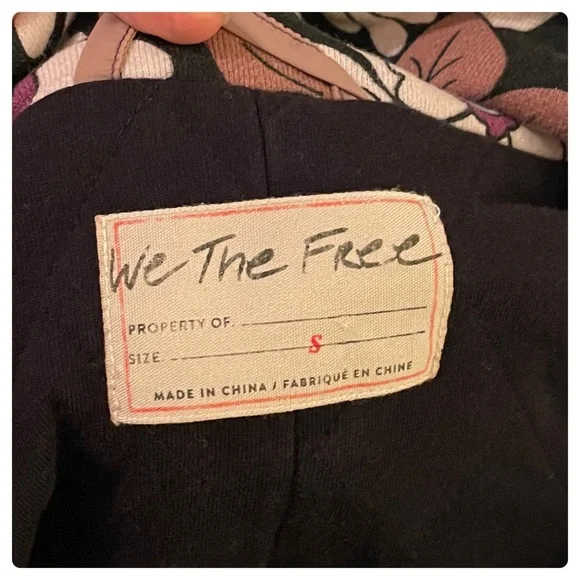 We The Free
PROPERTY OF.
SIZE. S
MADE IN CHINA / FABRIQUÉ EN CHINE